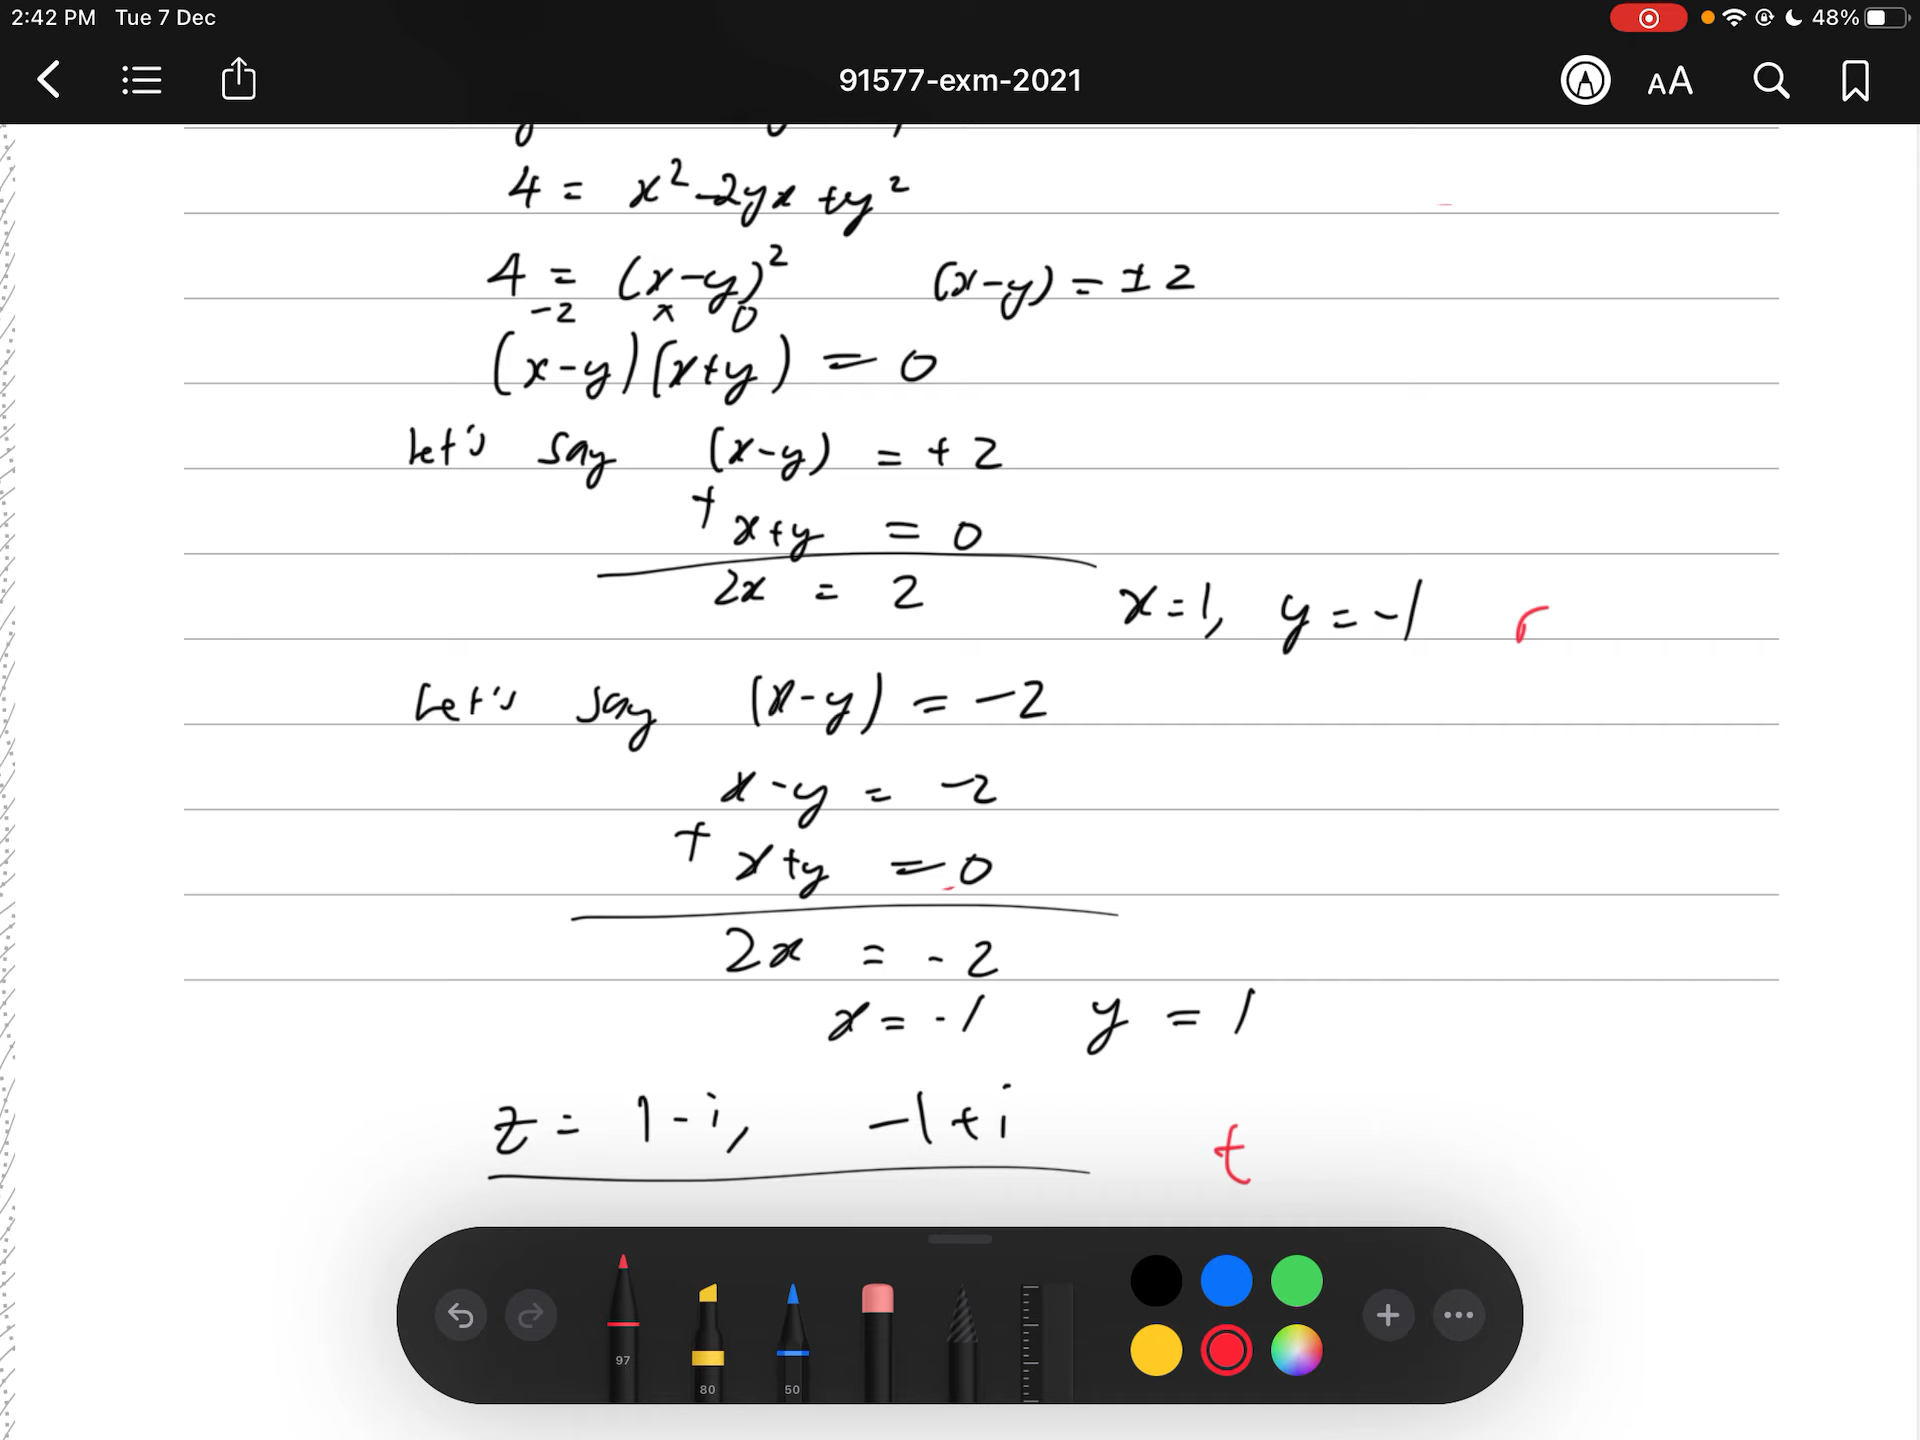 2:42 PM Tue 7 Dec 48%
91577-exm-2021 AA
4 = x² - 2yx + y²
4 = (x-y)² (x-y) = ±2
-2 x 0
(x-y)(x+y) = 0
Let's say (x-y) = +2
+ x+y = 0
2x = 2
x=1, y=-1 r
Let's say (x-y) = -2
x-y = -2
+ x+y = 0
2x = -2
x = -1 y = 1
z = 1-i, -1+i t
97 80 50